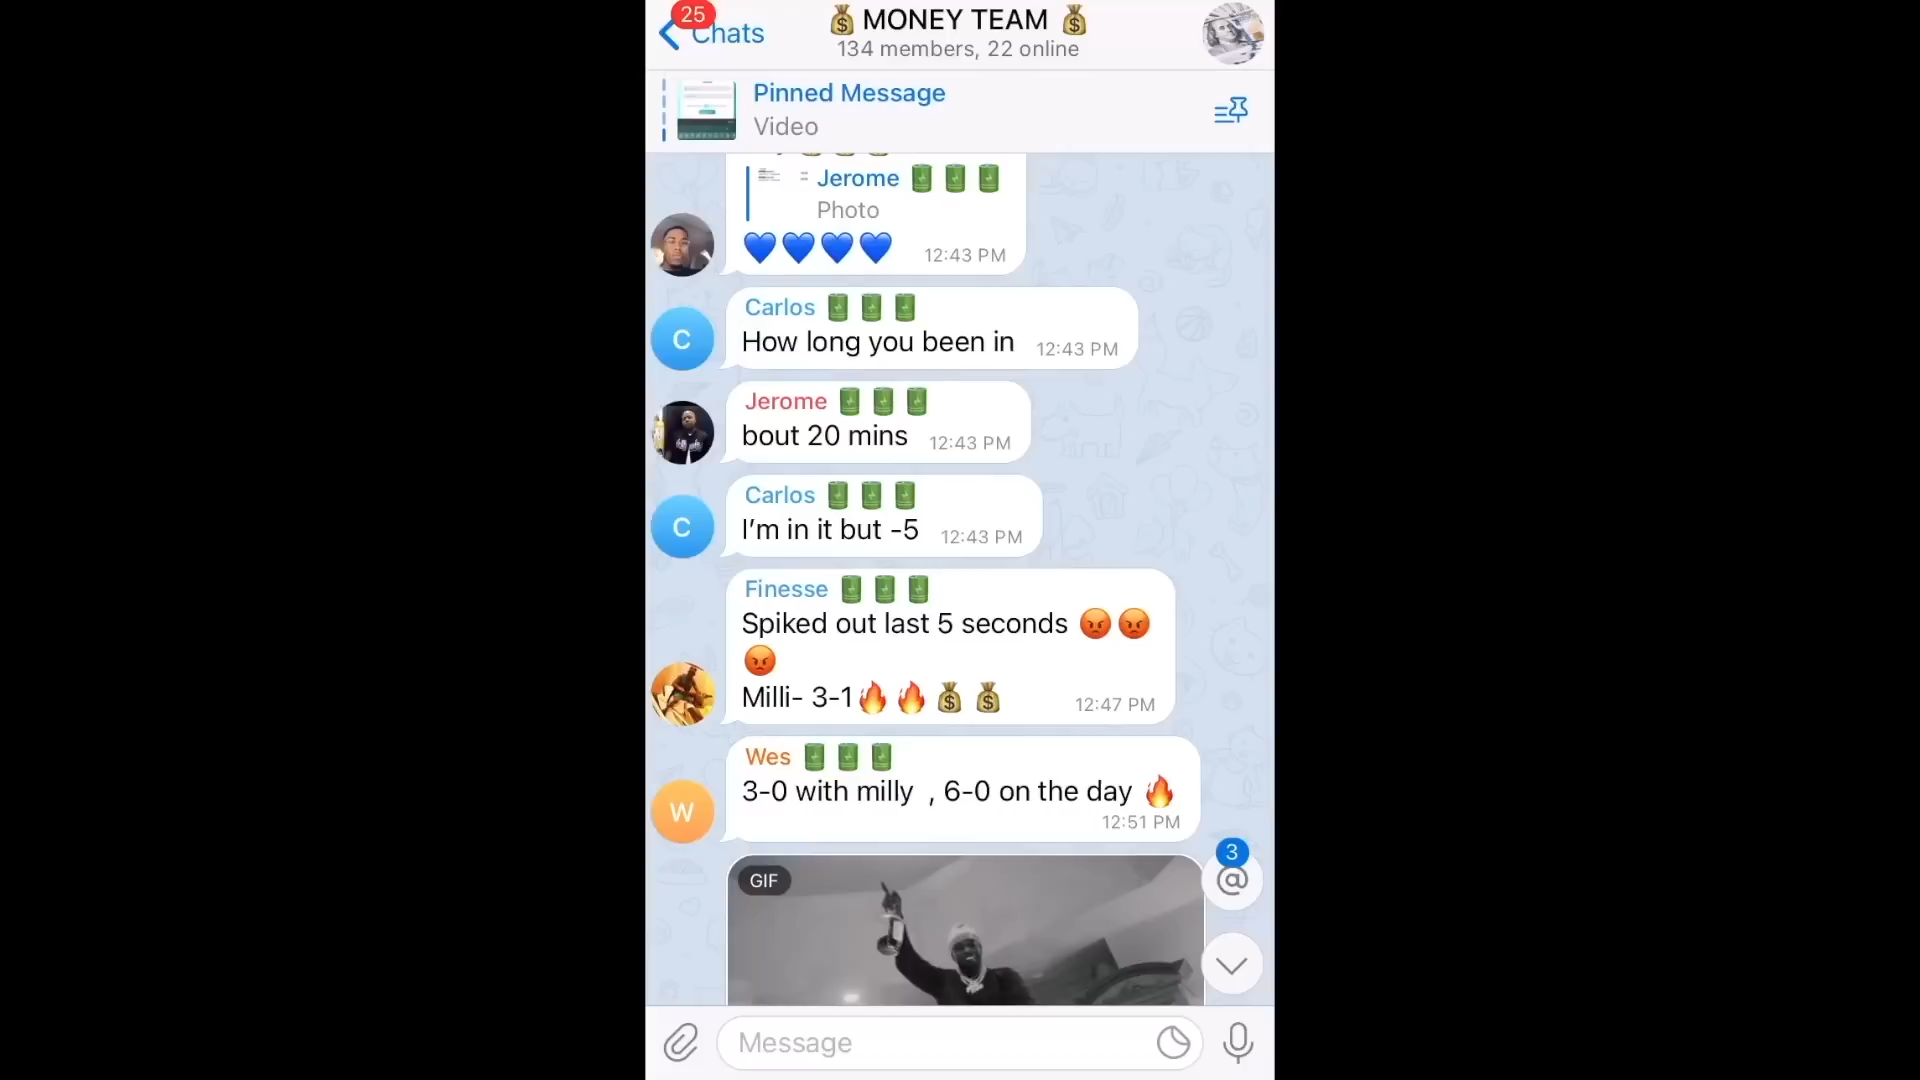 25
Chats
💰 MONEY TEAM 💰
134 members, 22 online
Pinned Message
Video
Jerome
Photo
💙💙💙💙 12:43 PM
Carlos
How long you been in 12:43 PM
Jerome
bout 20 mins 12:43 PM
Carlos
I’m in it but -5 12:43 PM
Finesse
Spiked out last 5 seconds 😡😡
😡
Milli- 3-1🔥🔥💰💰 12:47 PM
Wes
3-0 with milly , 6-0 on the day 🔥
12:51 PM
GIF
3
@
Message
C
C
W